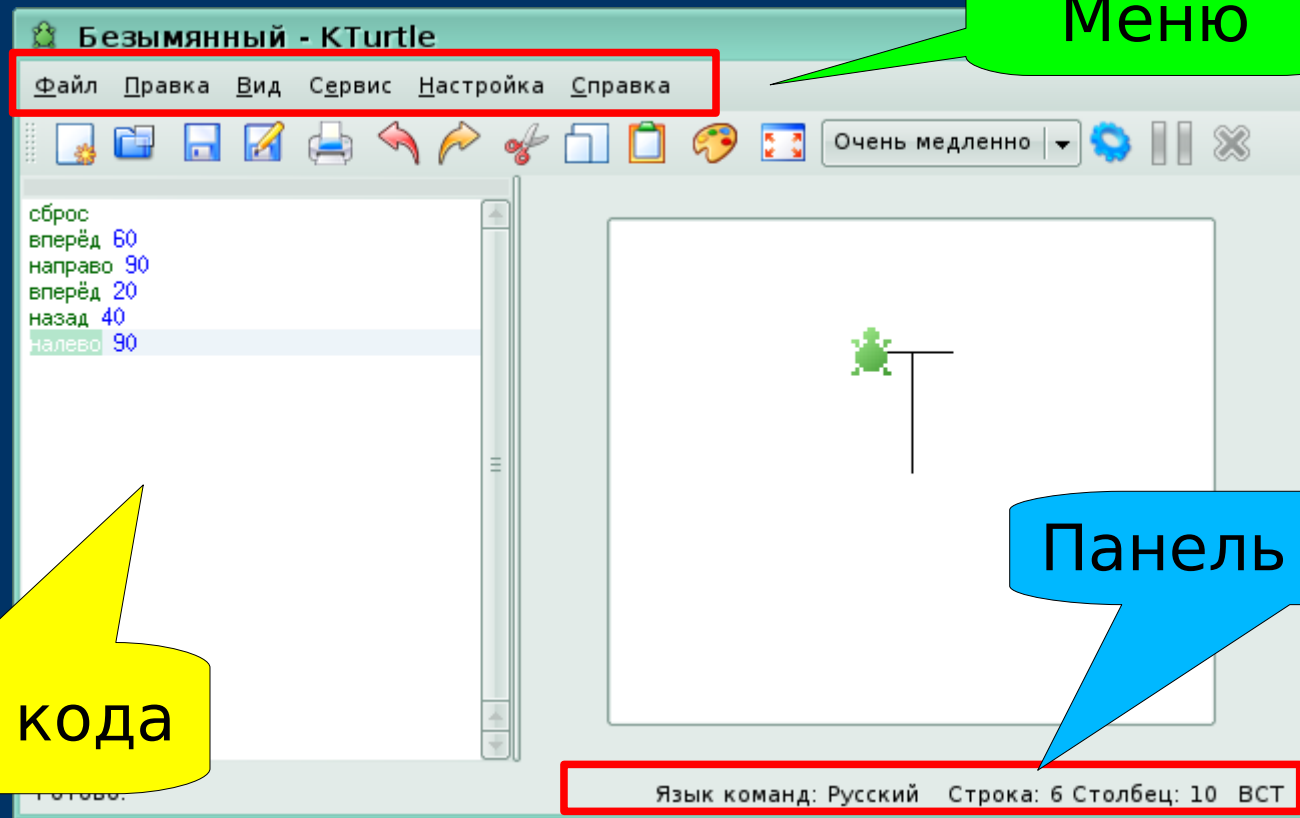 Меню
Безымянный - KTurtle
Файл Правка Вид Сервис Настройка Справка
Очень медленно
сброс
вперёд 60
направо 90
вперёд 20
назад 40
налево 90
Панель
кода
Готово.
Язык команд: Русский Строка: 6 Столбец: 10 ВСТ